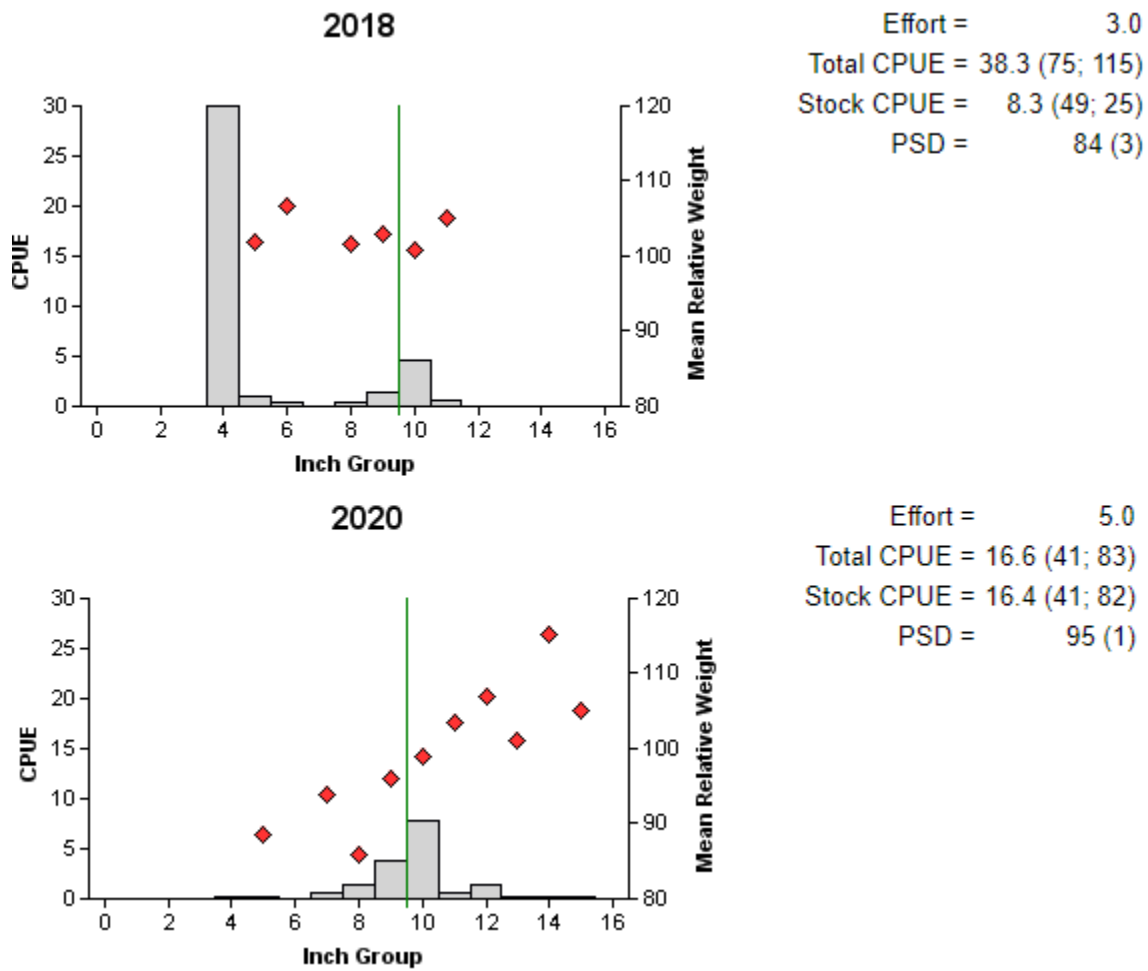 2018
Effort = 3.0
Total CPUE = 38.3 (75; 115)
Stock CPUE = 8.3 (49; 25)
PSD = 84 (3)
30
25
20
15
10
5
0
CPUE
120
110
100
90
80
Mean Relative Weight
0 2 4 6 8 10 12 14 16
Inch Group
2020
Effort = 5.0
Total CPUE = 16.6 (41; 83)
Stock CPUE = 16.4 (41; 82)
PSD = 95 (1)
30
25
20
15
10
5
0
CPUE
120
110
100
90
80
Mean Relative Weight
0 2 4 6 8 10 12 14 16
Inch Group